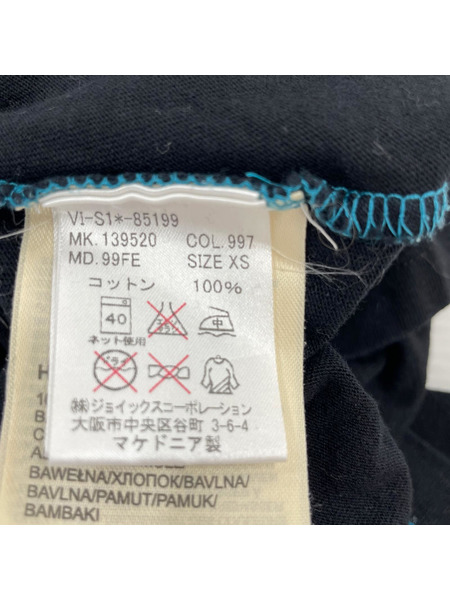 VI-S1*-85199
MK. 139520 COL. 997
MD. 99FE SIZE XS
コットン 100%
40 中
ネット使用
㈱ジョイックスコーポレーション
大阪市中央区谷町 3-6-4
マケドニア製
BAWEŁNA/ХЛОПОК/BAVLNA/
BAVLNA/PAMUT/PAMUK/
BAMBAKI